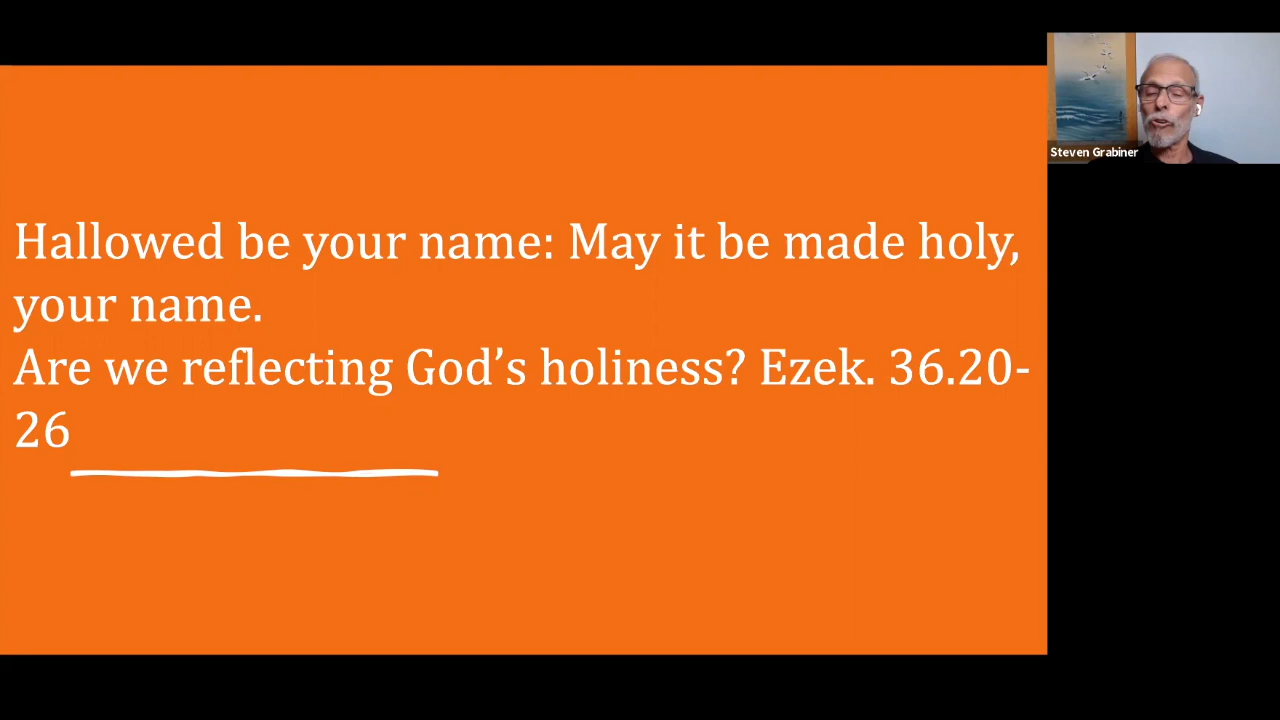 Hallowed be your name: May it be made holy,
your name.
Are we reflecting God’s holiness? Ezek. 36.20-
26
Steven Grabiner